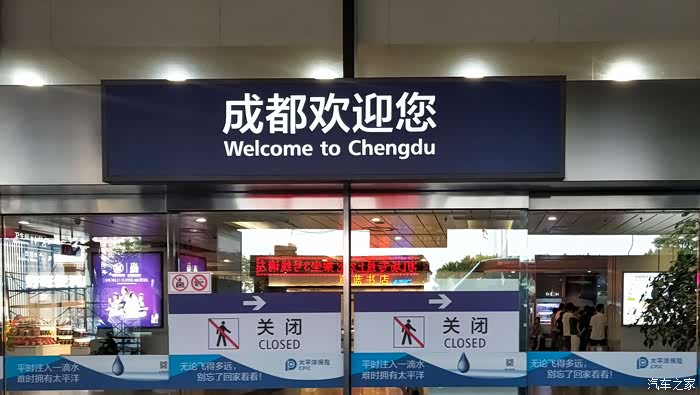 成都欢迎您
Welcome to Chengdu
关闭
CLOSED
关闭
CLOSED
平时注入一滴水
难时拥有太平洋
无论飞得多远，
别忘了回家看看！
太平洋保险
CPIC
平时注入一滴水
难时拥有太平洋
无论飞得多远，
别忘了回家看看！
太平洋保险
CPIC
汽车之家